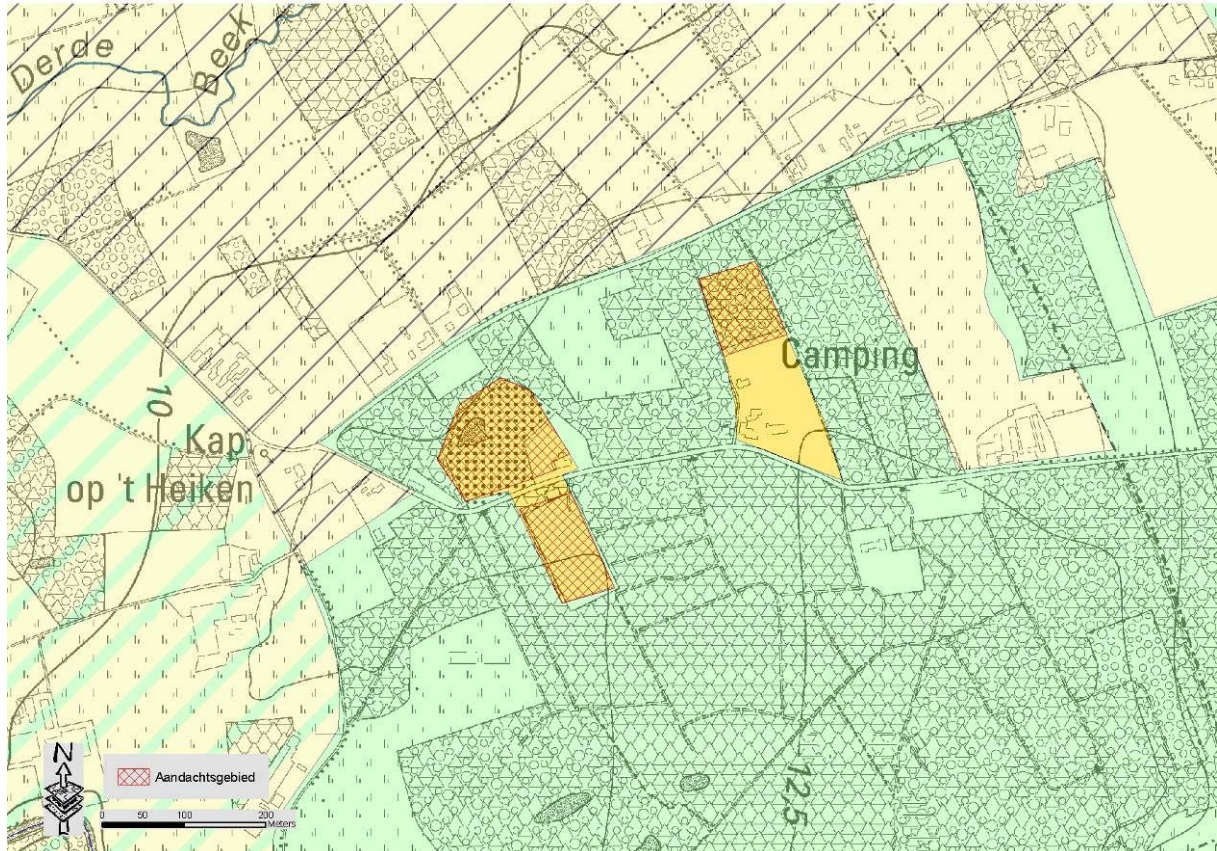 Derde
Beek
Camping
10
Kap.
op 't Heiken
12.5
N
Aandachtsgebied
0 50 100 200
Meters